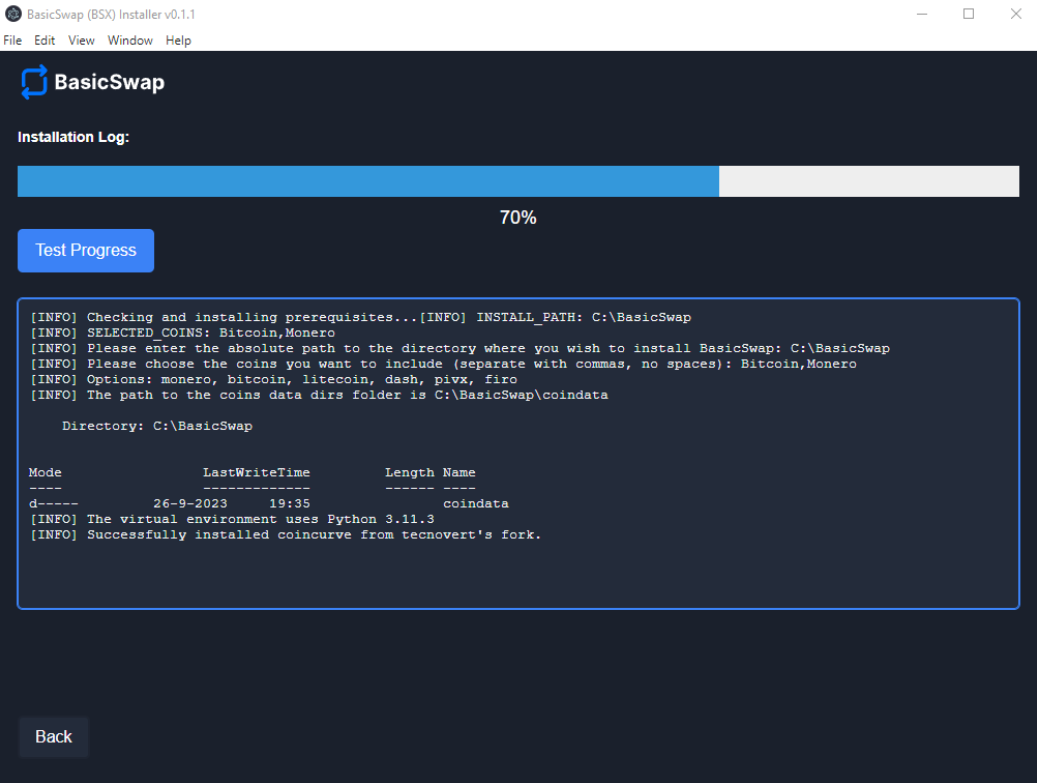 BasicSwap (BSX) Installer v0.1.1
File Edit View Window Help
BasicSwap
Installation Log:
70%
Test Progress
[INFO] Checking and installing prerequisites...[INFO] INSTALL_PATH: C:\BasicSwap
[INFO] SELECTED_COINS: Bitcoin,Monero
[INFO] Please enter the absolute path to the directory where you wish to install BasicSwap: C:\BasicSwap
[INFO] Please choose the coins you want to include (separate with commas, no spaces): Bitcoin,Monero
[INFO] Options: monero, bitcoin, litecoin, dash, pivx, firo
[INFO] The path to the coins data dirs folder is C:\BasicSwap\coindata
Directory: C:\BasicSwap
Mode LastWriteTime Length Name
---- ------------- ------ ----
d----- 26-9-2023 19:35 coindata
[INFO] The virtual environment uses Python 3.11.3
[INFO] Successfully installed coincurve from tecnovert's fork.
Back